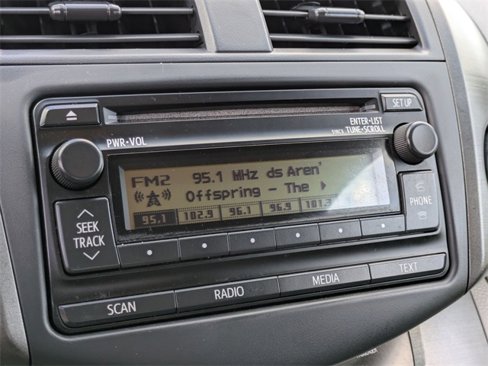 SET UP
PWR•VOL
ENTER•LIST
TUNE•SCROLL
FM2 95.1 MHz ds Aren'
Offspring - The
95.1 102.9 96.1 96.9 101.3
SEEK
TRACK
PHONE
SCAN RADIO MEDIA TEXT